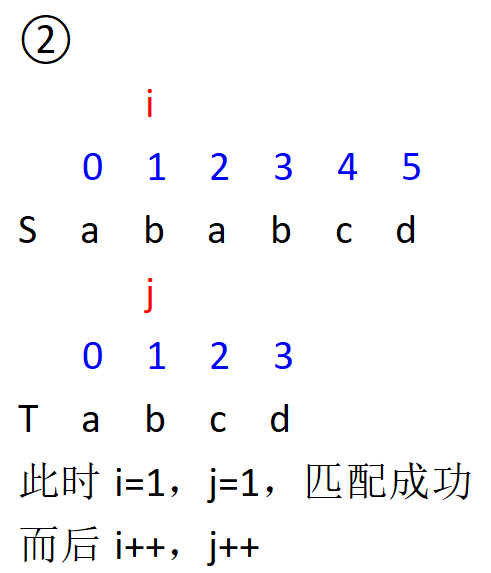 ②
i
0 1 2 3 4 5
S a b a b c d
j
0 1 2 3
T a b c d
此时 i=1，j=1，匹配成功
而后 i++，j++